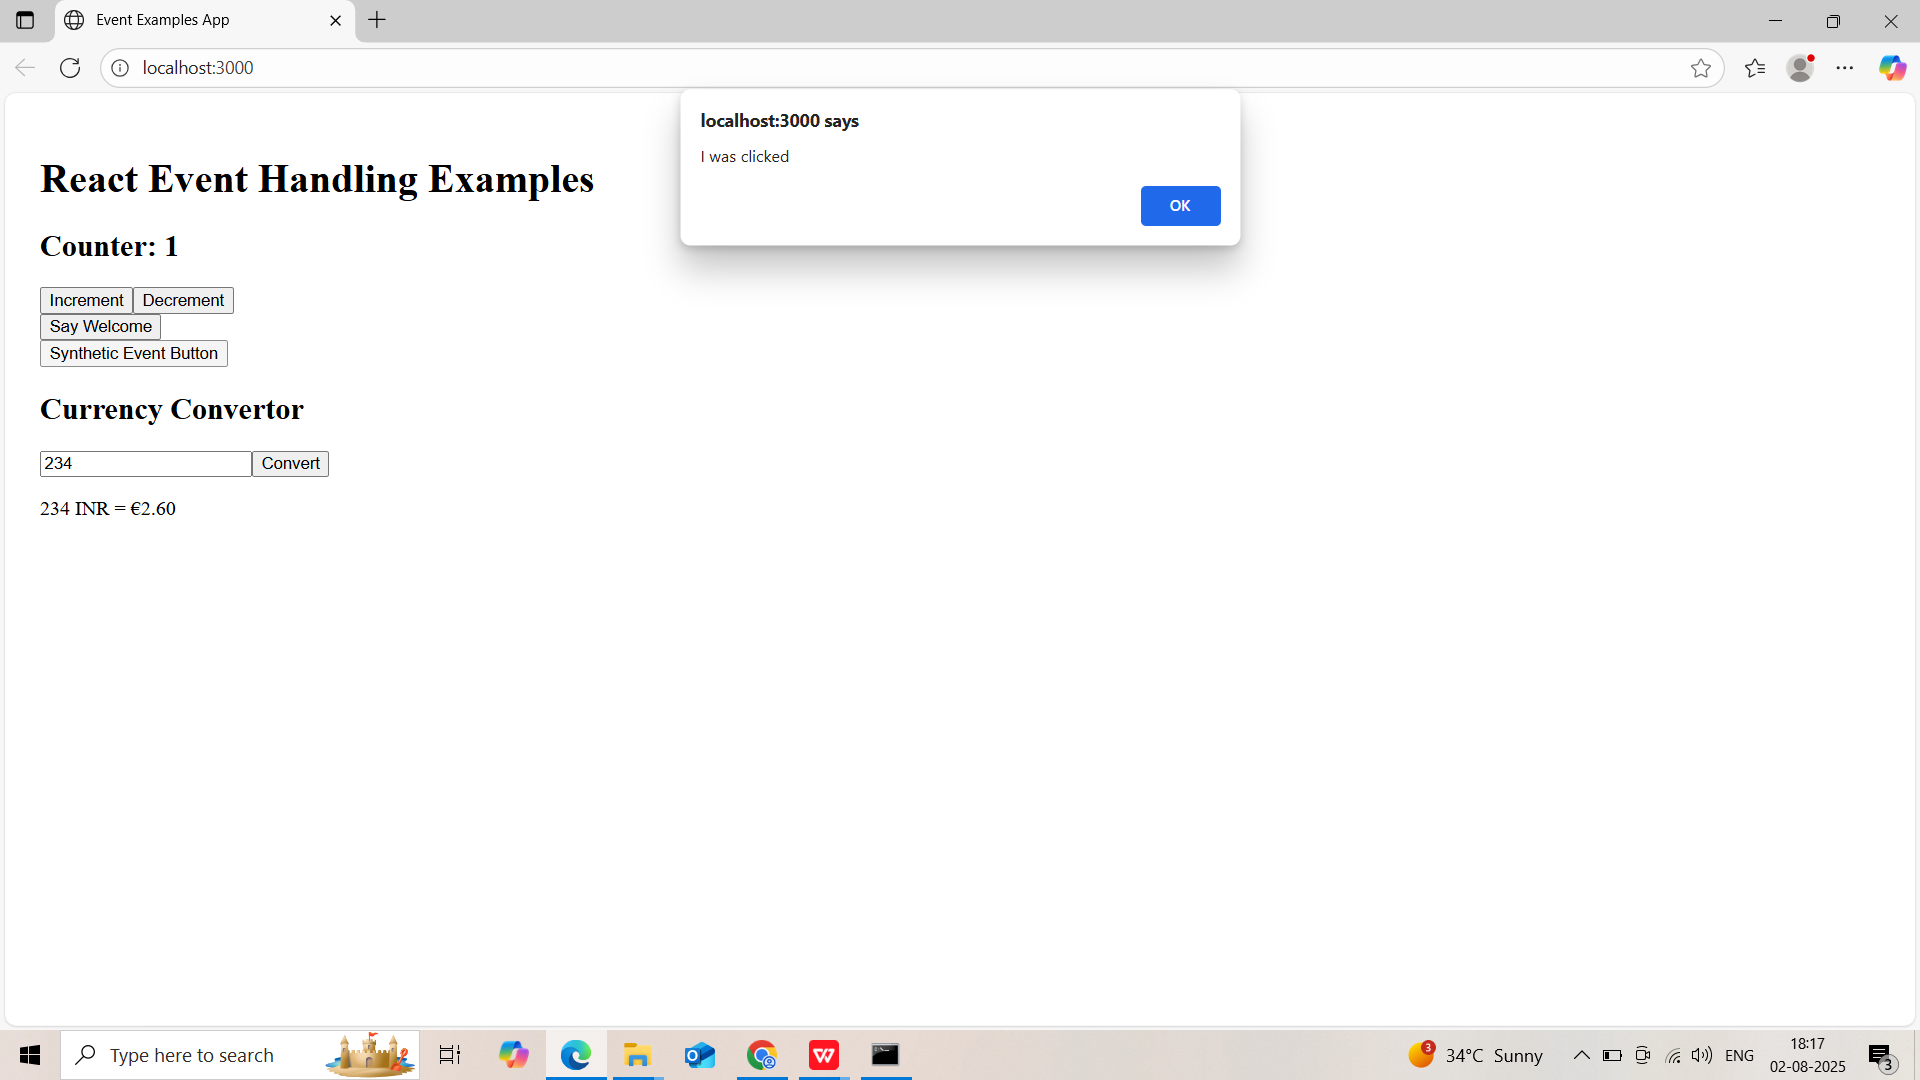 Event Examples App
localhost:3000
localhost:3000 says
I was clicked
OK
React Event Handling Examples
Counter: 1
Increment Decrement
Say Welcome
Synthetic Event Button
Currency Convertor
234 Convert
234 INR = €2.60
Type here to search
3 34°C Sunny
ENG
18:17
02-08-2025
3